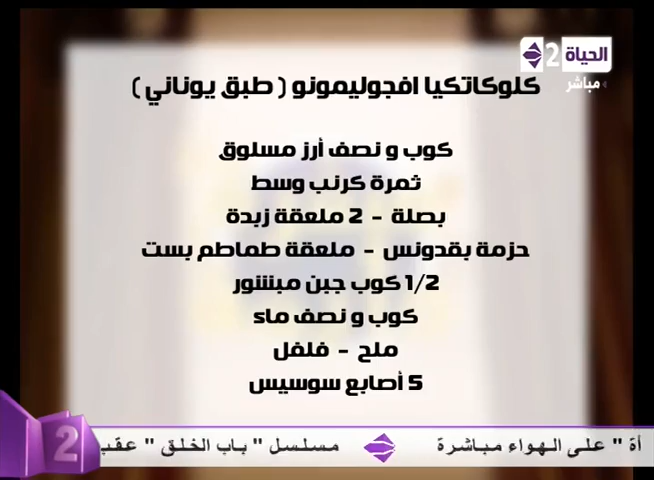 الحياة 2
مباشر
كلوكاتكيا افجوليمونو ( طبق يوناني )
كوب و نصف أرز مسلوق
ثمرة كرنب وسط
بصلة - 2 ملعقة زبدة
حزمة بقدونس - ملعقة طماطم بست
1/2 كوب جبن مبشور
كوب و نصف ماء
ملح - فلفل
5 أصابع سوسيس
أة " على الهواء مباشرة مسلسل " باب الخلق " عقب
2